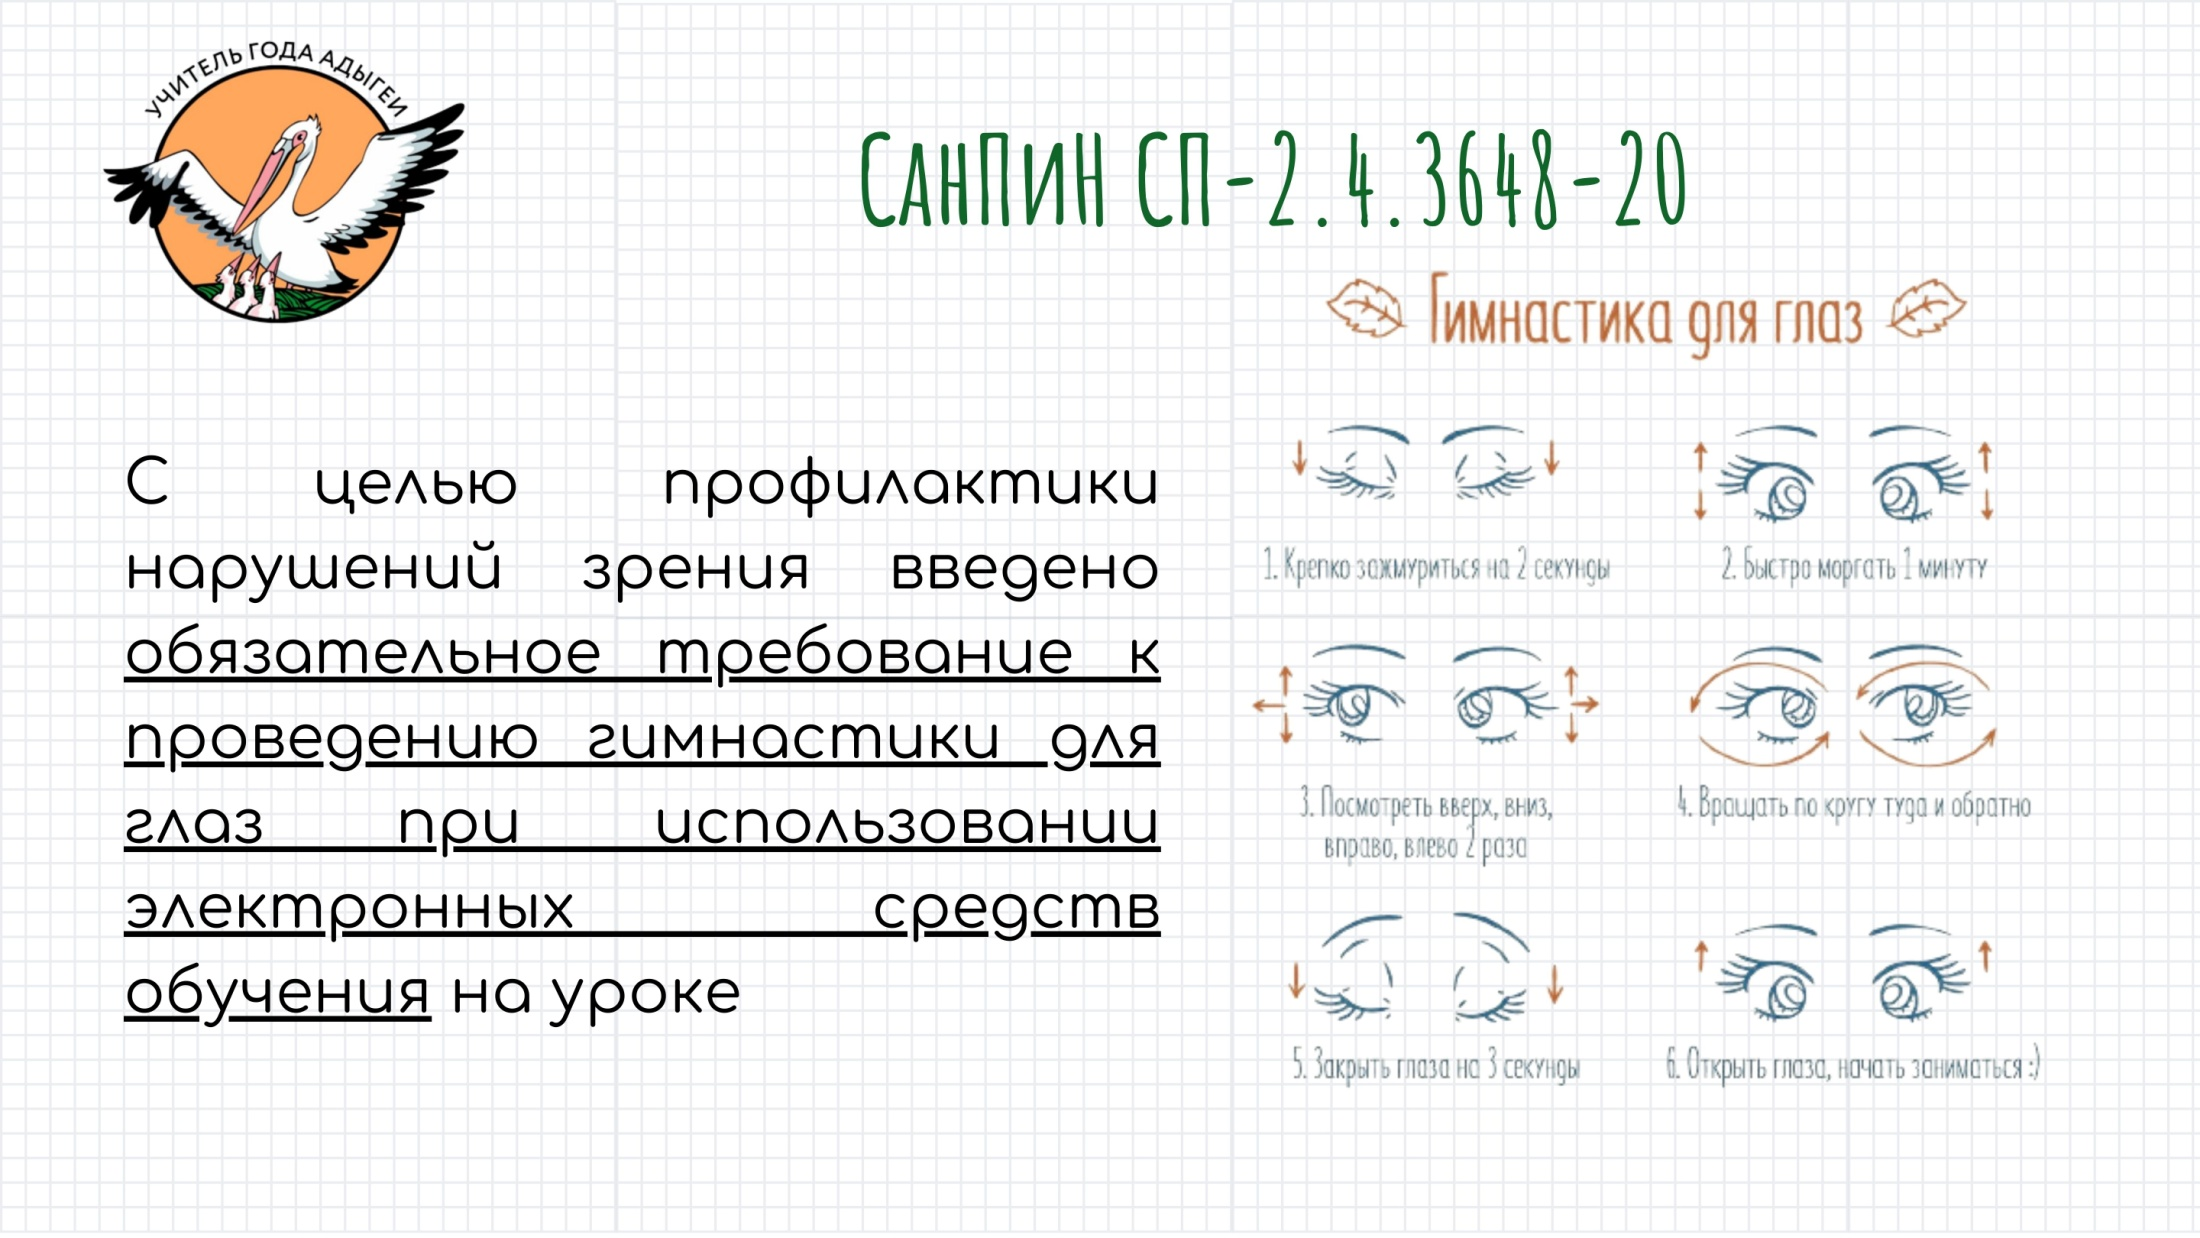 УЧИТЕЛЬ ГОДА АДЫГЕИ
САНПИН СП-2.4.3648-20
Гимнастика для глаз
С целью профилактики
нарушений зрения введено
обязательное требование к
проведению гимнастики для
глаз при использовании
электронных средств
обучения на уроке
1. Крепко зажмуриться на 2 секунды
2. Быстро моргать 1 минуту
3. Посмотреть вверх, вниз,
вправо, влево 2 раза
4. Вращать по кругу туда и обратно
5. Закрыть глаза на 3 секунды
6. Открыть глаза, начать заниматься :)